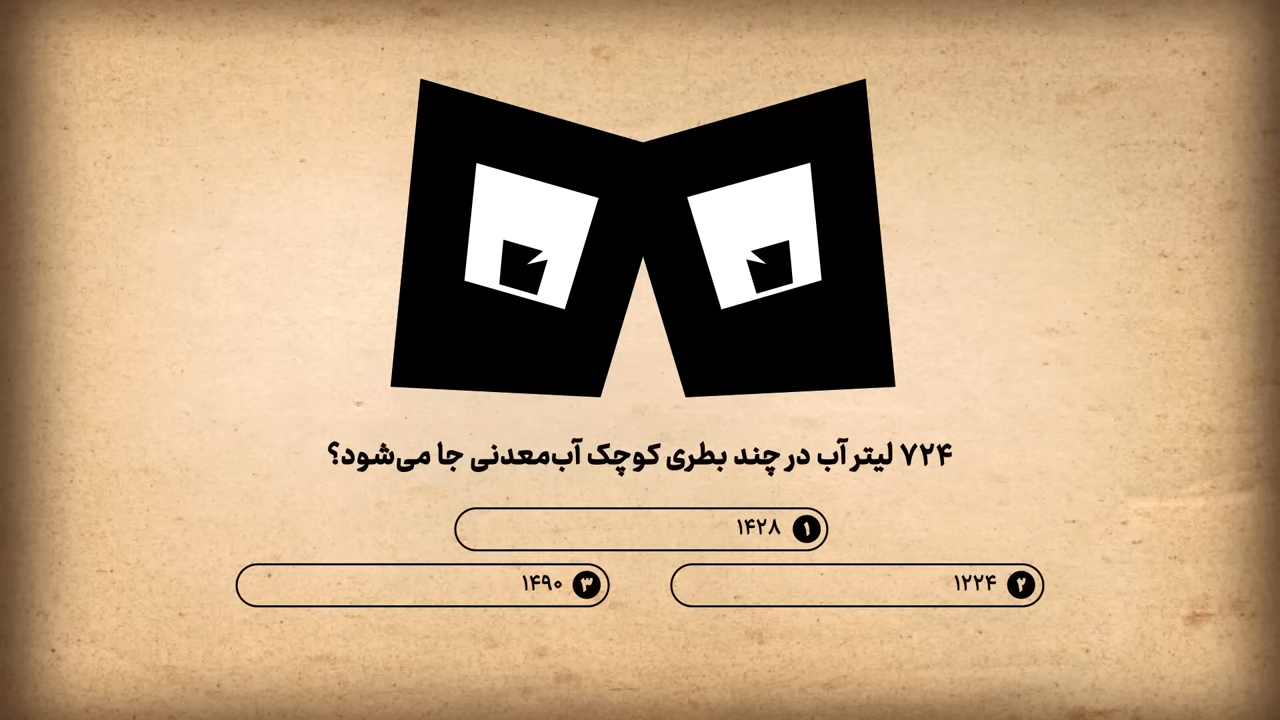 ۷۲۴ لیتر آب در چند بطری کوچک آب‌معدنی جا می‌شود؟
۱ ۱۴۲۸
۲ ۱۲۲۴
۳ ۱۴۹۰